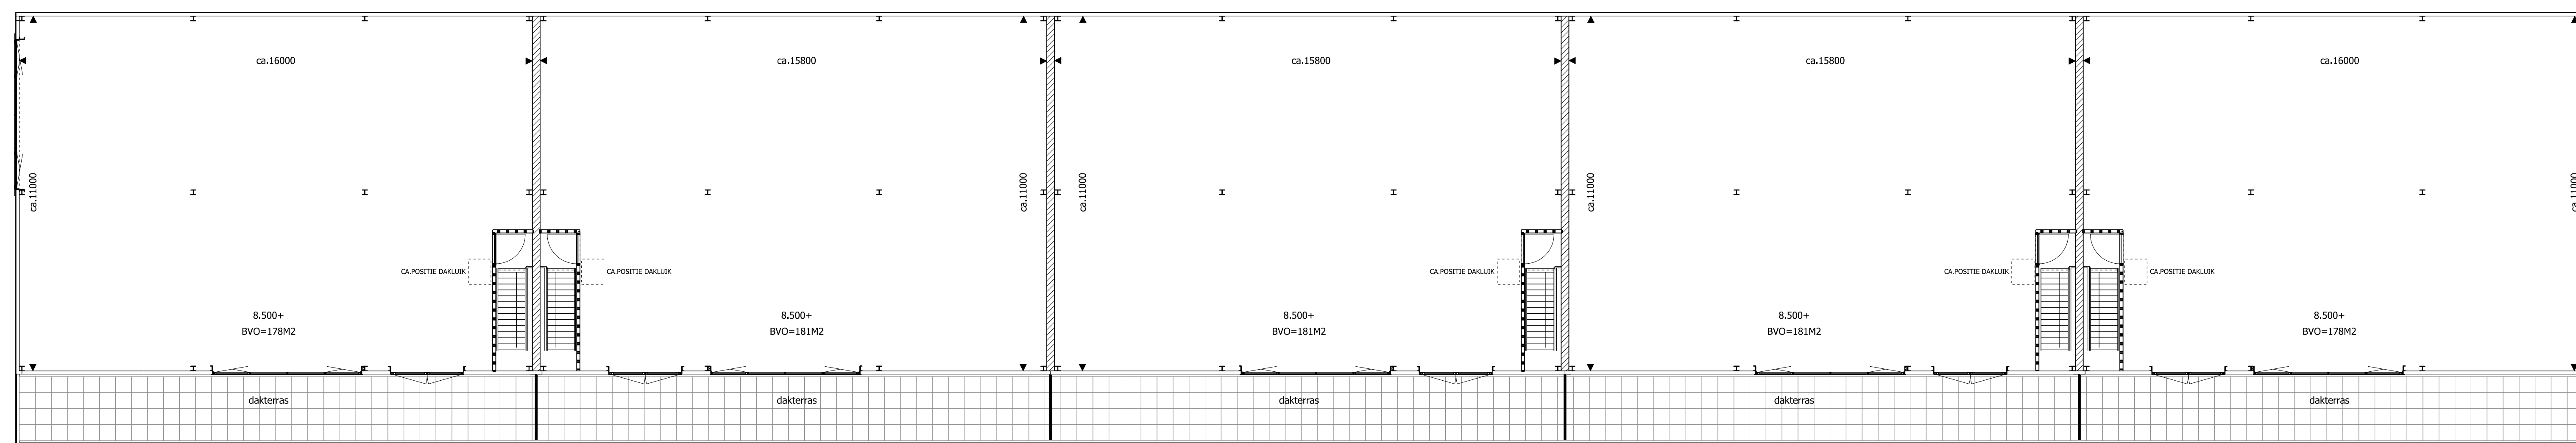 ca.16000
ca.15800
ca.15800
ca.15800
ca.16000
ca.11000
ca.11000
ca.11000
ca.11000
ca.11000
CA.POSITIE DAKLUIK
CA.POSITIE DAKLUIK
CA.POSITIE DAKLUIK
CA.POSITIE DAKLUIK
CA.POSITIE DAKLUIK
8.500+
BVO=178M2
8.500+
BVO=181M2
8.500+
BVO=181M2
8.500+
BVO=181M2
8.500+
BVO=178M2
dakterras
dakterras
dakterras
dakterras
dakterras